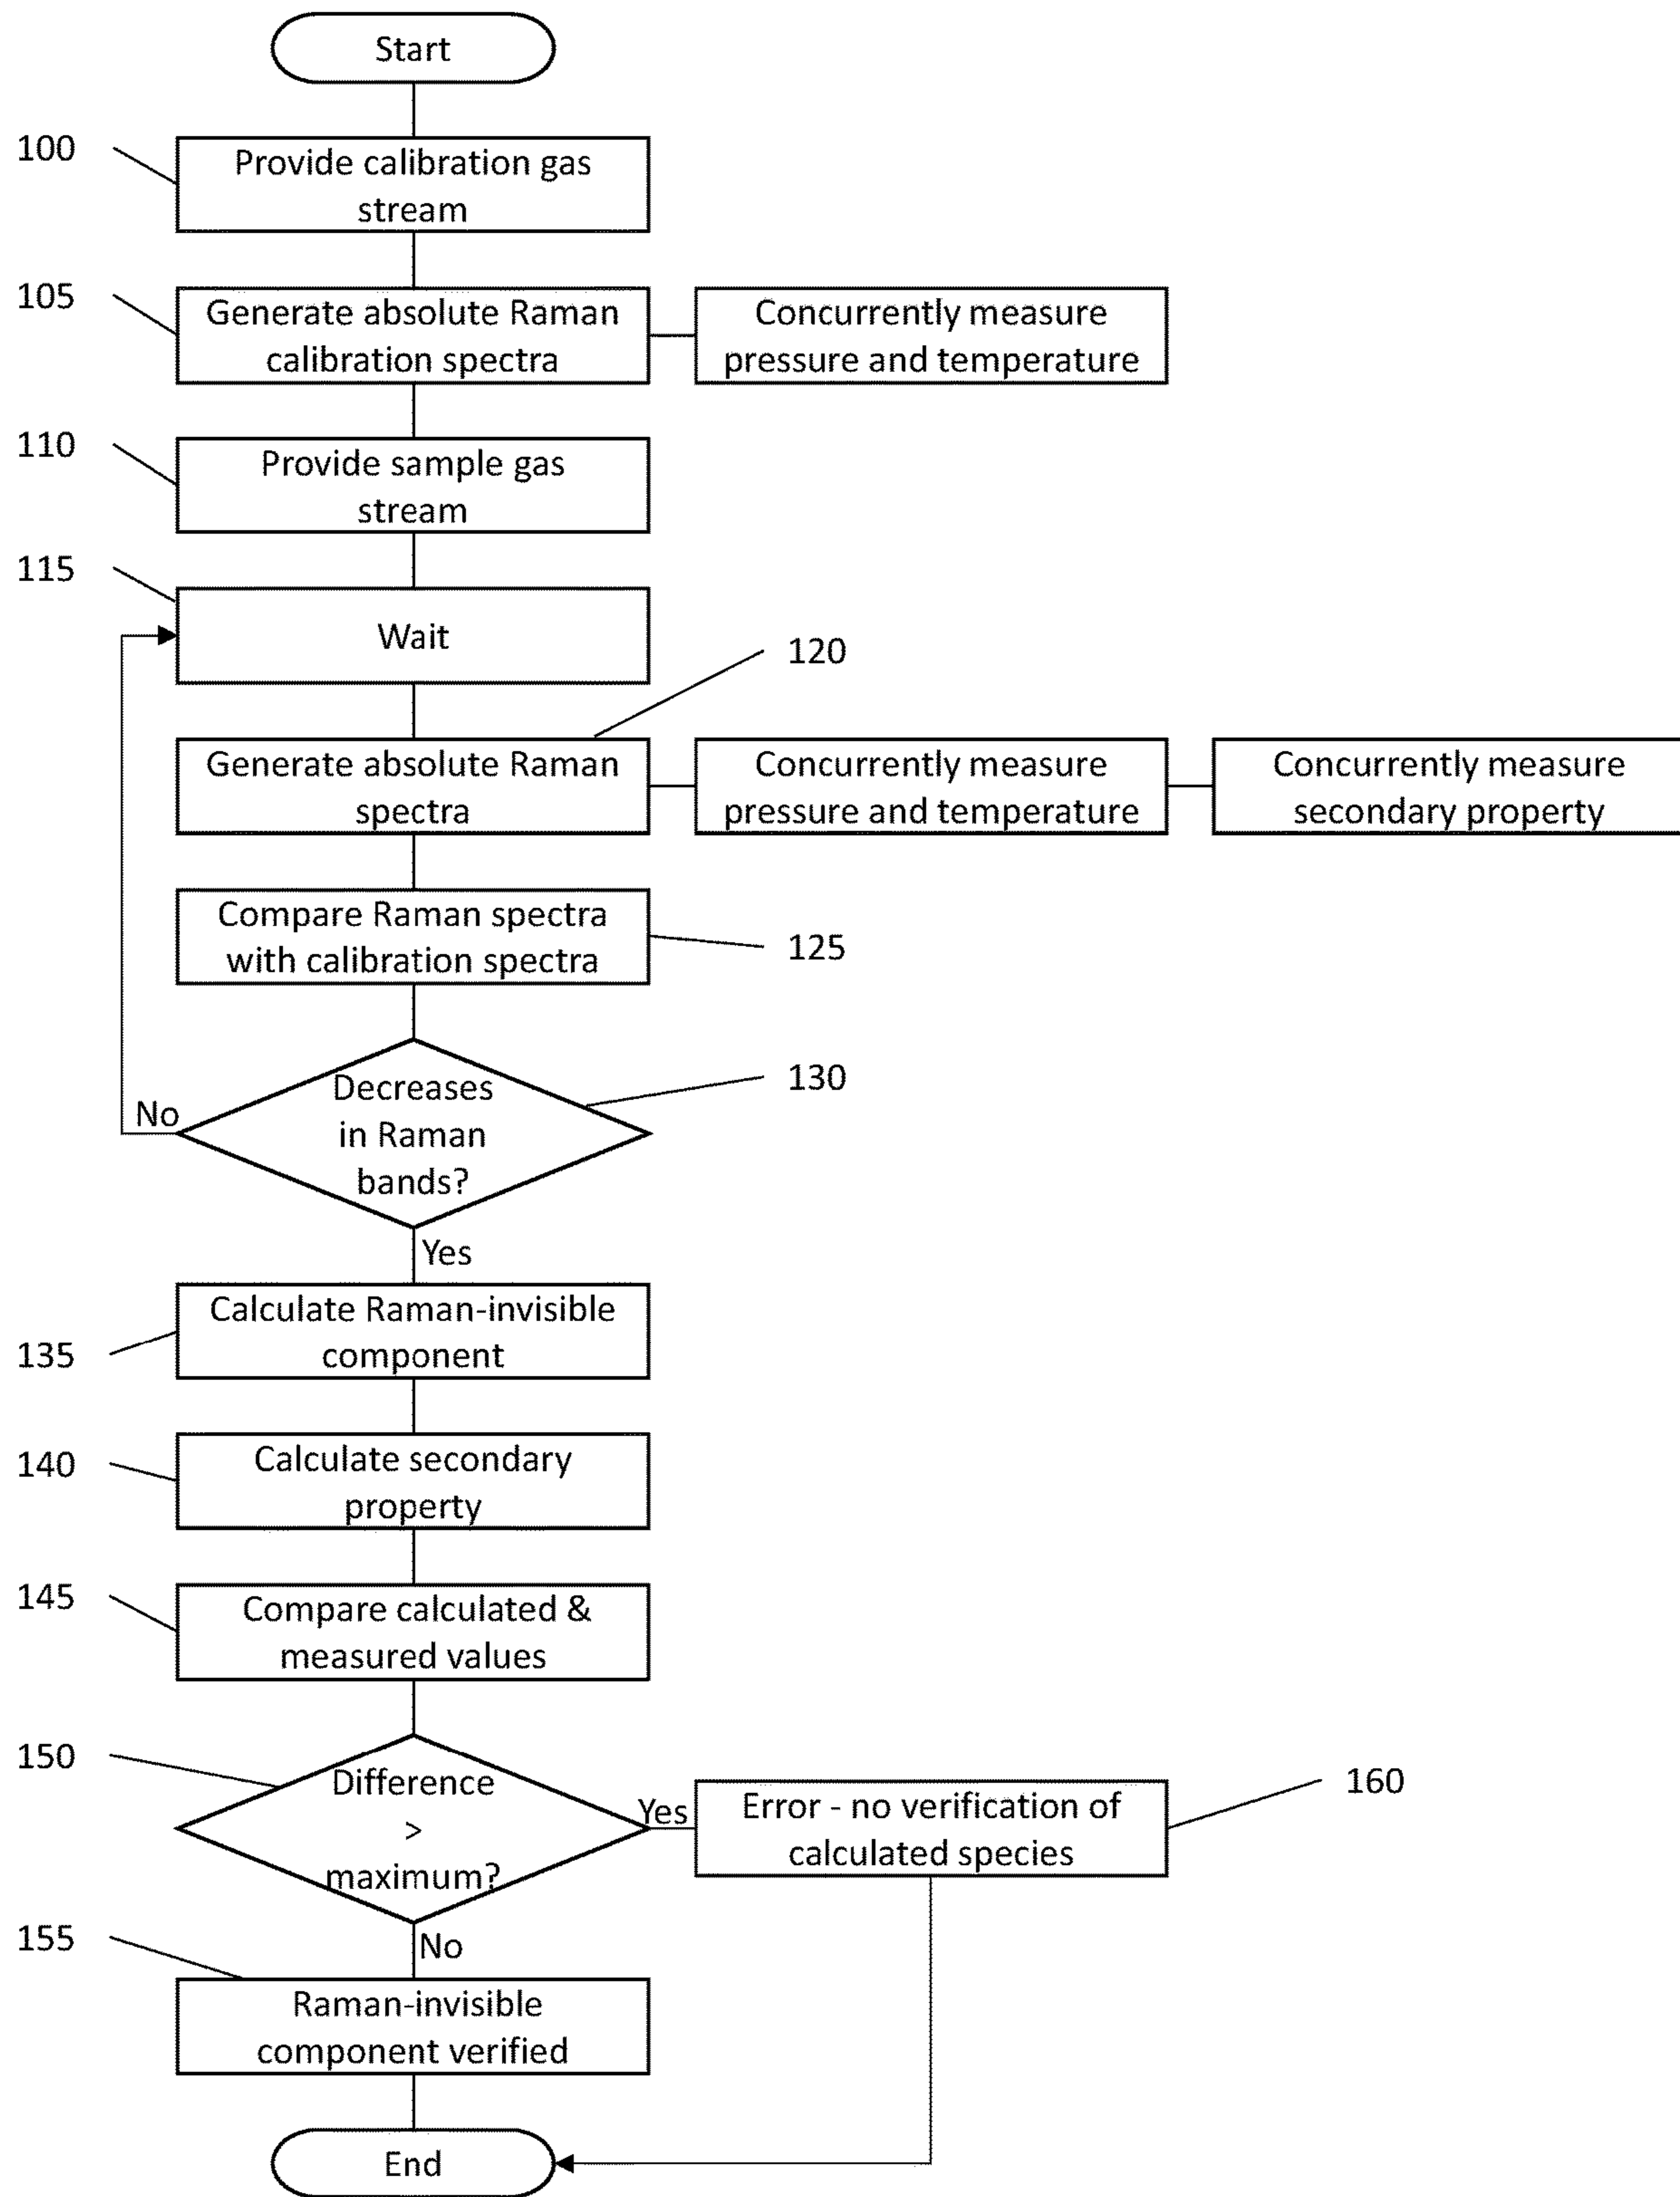 Start
100
Provide calibration gas
stream
105
Generate absolute Raman
calibration spectra
Concurrently measure
pressure and temperature
110
Provide sample gas
stream
115
Wait
120
Generate absolute Raman
spectra
Concurrently measure
pressure and temperature
Concurrently measure
secondary property
Compare Raman spectra
with calibration spectra
125
130
Decreases
in Raman
bands?
No
Yes
Calculate Raman-invisible
component
135
140
Calculate secondary
property
145
Compare calculated &
measured values
150
Difference
>
maximum?
Yes
Error - no verification of
calculated species
160
No
155
Raman-invisible
component verified
End